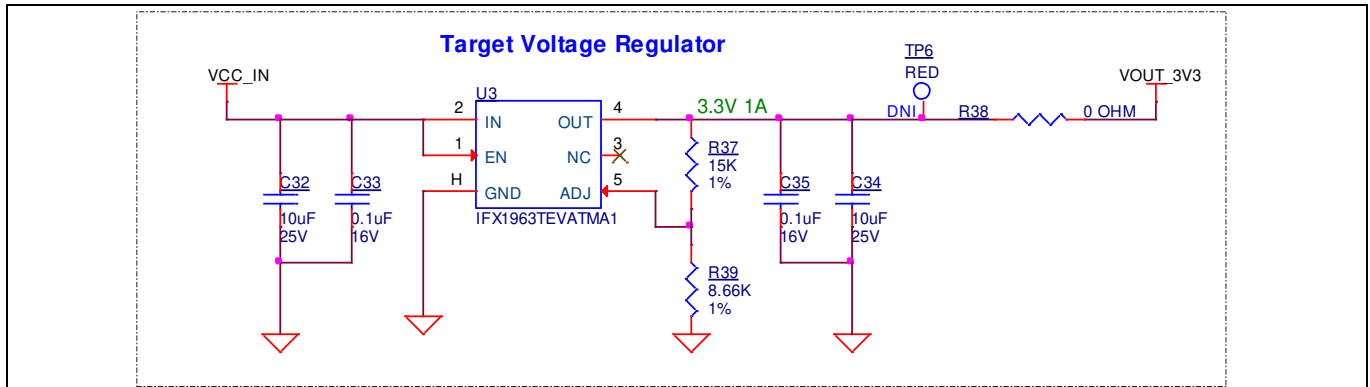 Target Voltage Regulator
TP6
RED
VCC_IN
VOUT_3V3
U3
2
IN
OUT
4
3.3V 1A
DNI
R38
0 OHM
1
EN
NC
3
R37
15K
1%
H
GND
ADJ
5
IFX1963TEVATMA1
C32
10uF
25V
C33
0.1uF
16V
C35
0.1uF
16V
C34
10uF
25V
R39
8.66K
1%